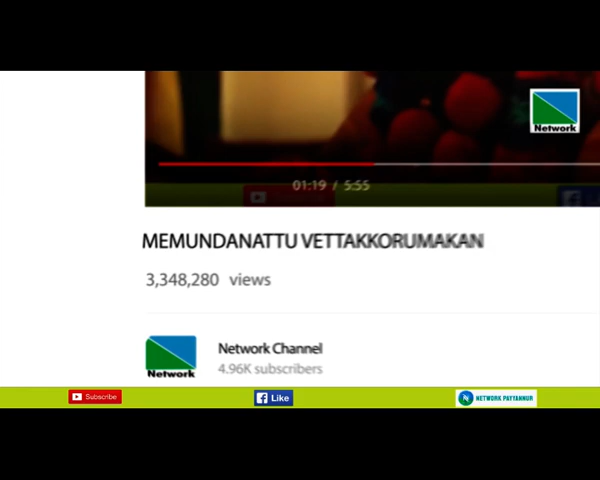 Network
01:19 / 5:55
MEMUNDANATTU VETTAKKORUMAKAN
3,348,280 views
Network Channel
4.96K subscribers
Network
Subscribe
Like
NETWORK PAYYANNUR